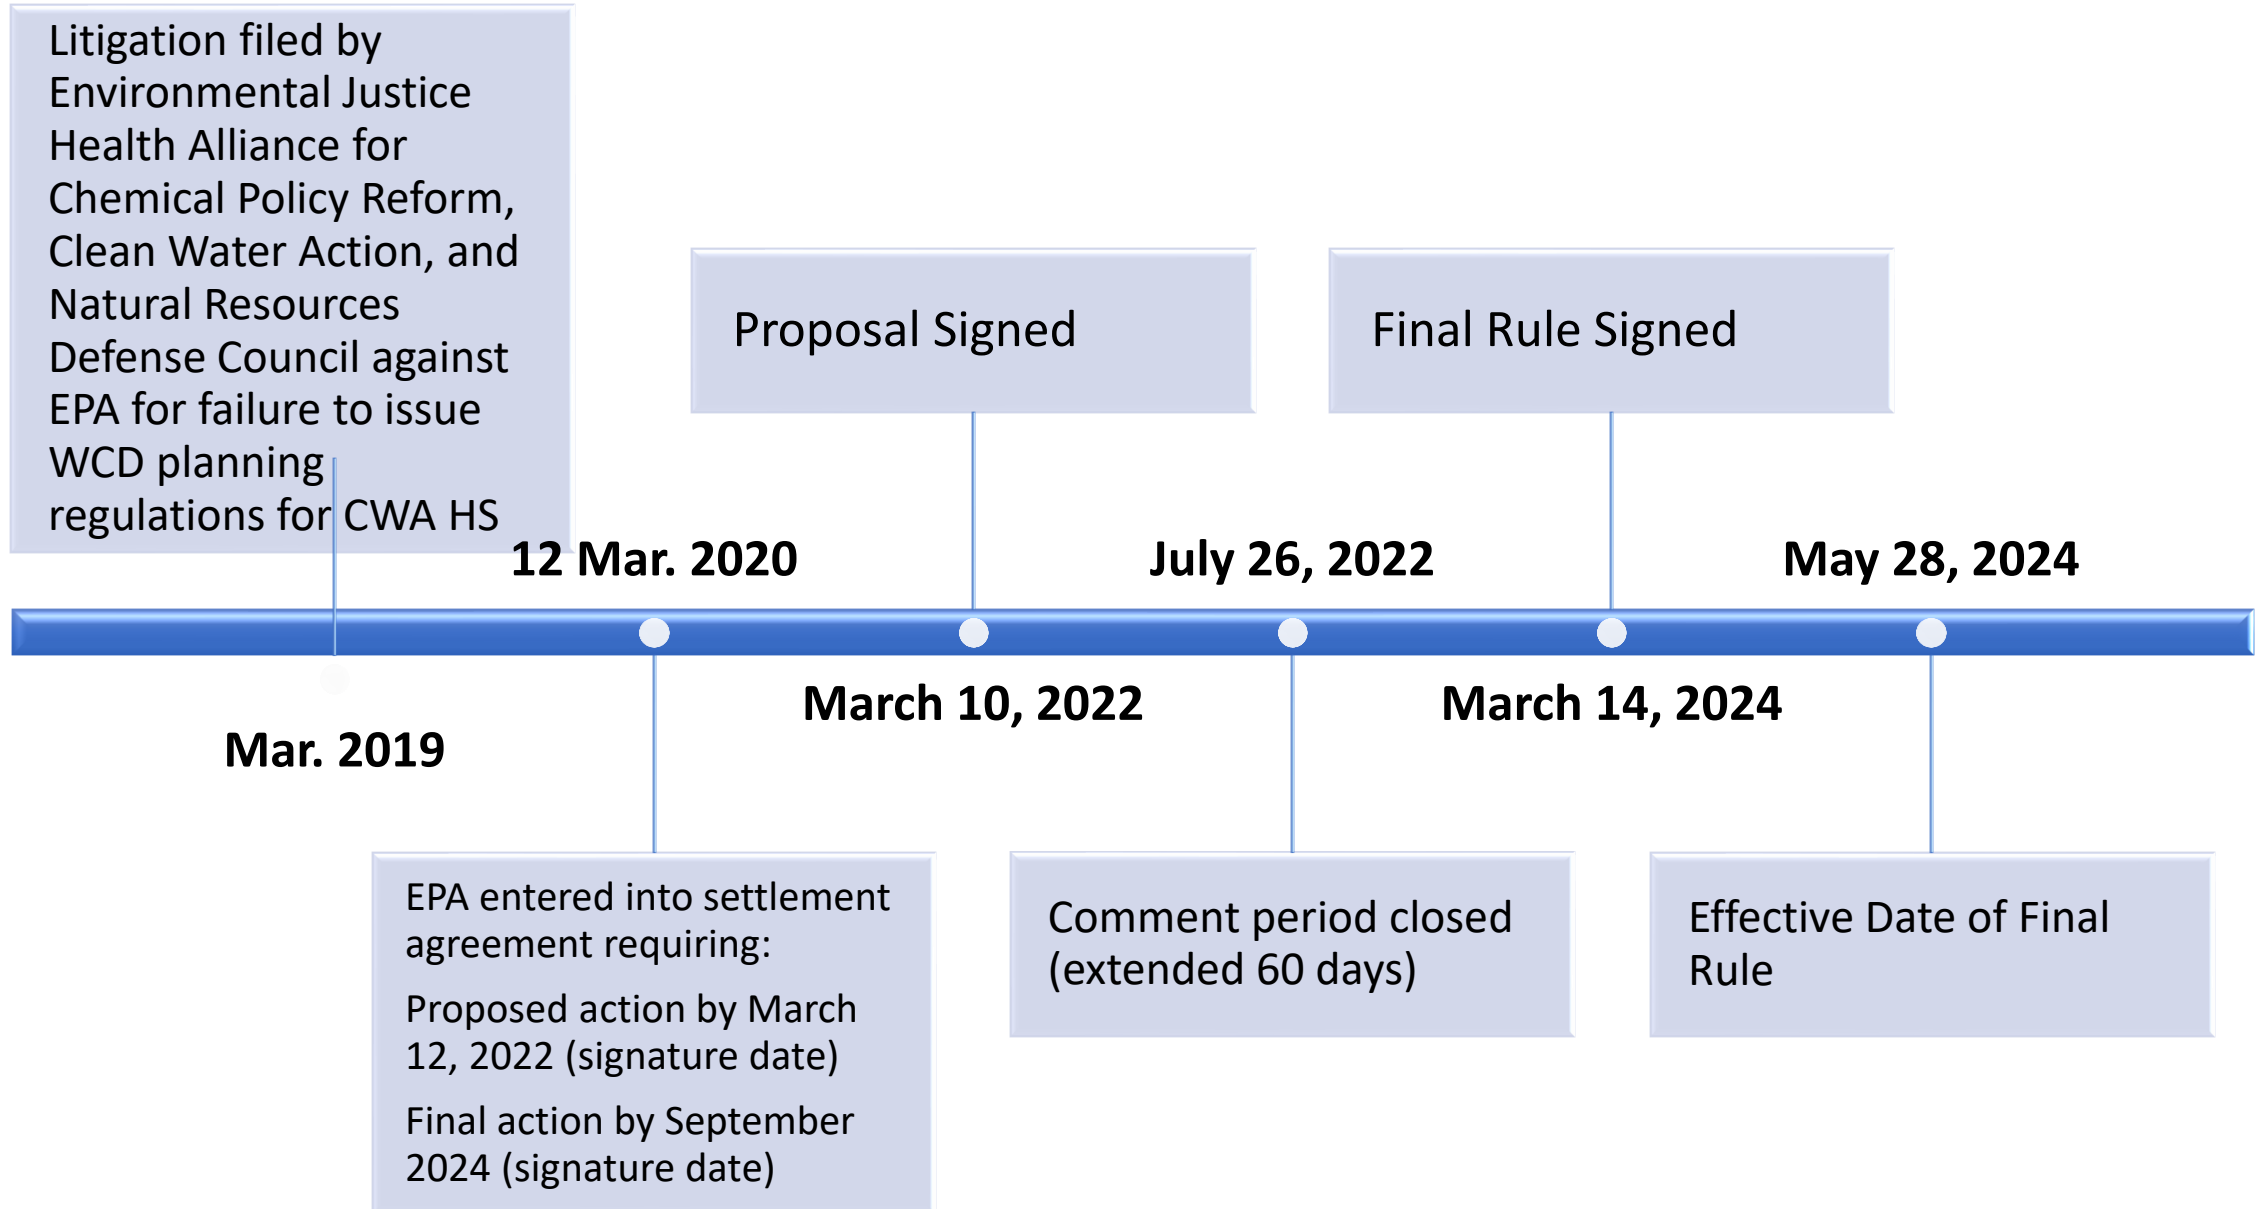 Litigation filed by
Environmental Justice
Health Alliance for
Chemical Policy Reform,
Clean Water Action, and
Natural Resources
Defense Council against
EPA for failure to issue
WCD planning
regulations for CWA HS
Mar. 2019
12 Mar. 2020
EPA entered into settlement
agreement requiring:
Proposed action by March
12, 2022 (signature date)
Final action by September
2024 (signature date)
Proposal Signed
March 10, 2022
July 26, 2022
Comment period closed
(extended 60 days)
Final Rule Signed
March 14, 2024
May 28, 2024
Effective Date of Final
Rule